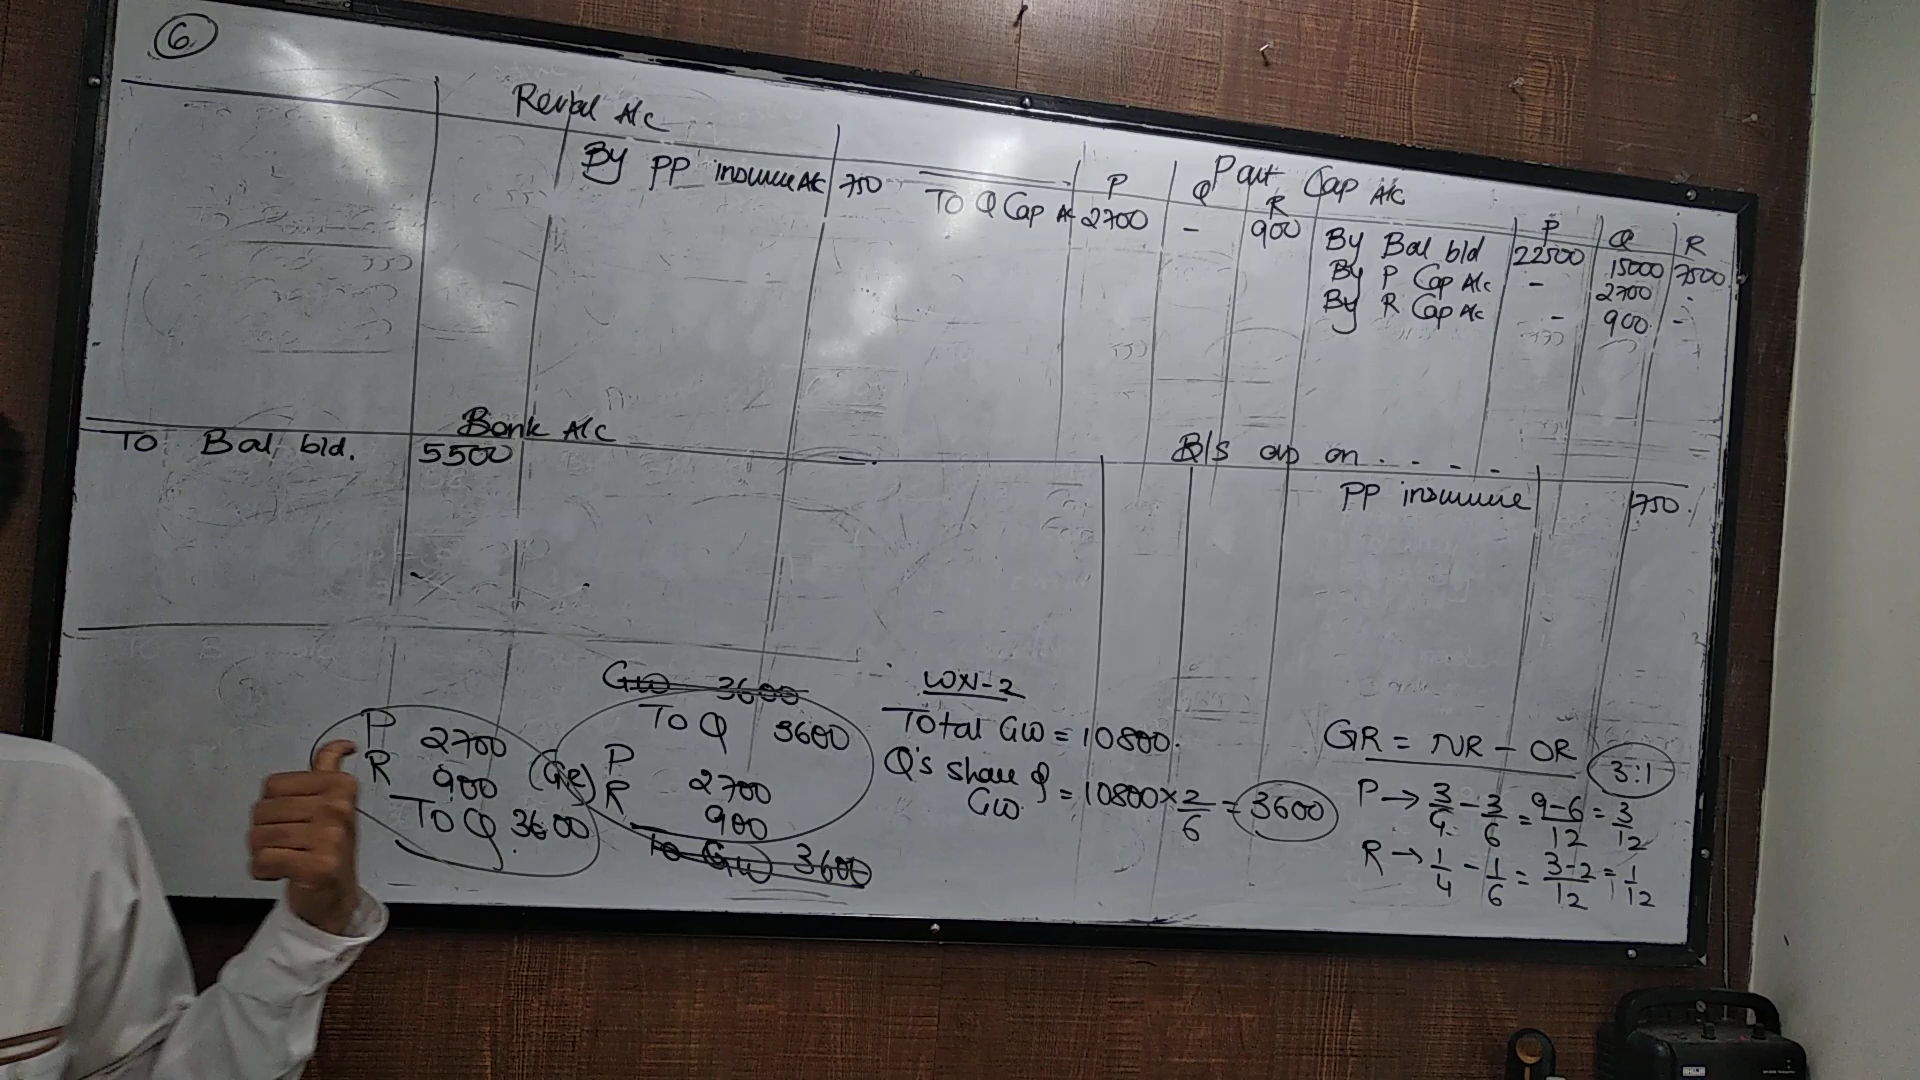 6
Reval A/c
By PP insurance A/c 750
Part Cap A/c
P Q R
P Q R
To Q Cap A/c 2700 - 900
By Bal b/d 22500 15000 7500
By P Cap A/c - 2700 -
By R Cap A/c - 900 -
Bank A/c
To Bal b/d. 5500
B/S as on . . . .
PP insurance 750
P 2700
R 900
To Q 3600
(GR)
GW 3600
To Q 3600
P
R 2700
900
To GW 3600
WN-2
Total GW = 10800.
Q's share of GW = 10800 × 2/6 = 3600
GR = NR - OR
3:1
P → 3/4 - 3/6 = 9-6/12 = 3/12
R → 1/4 - 1/6 = 3-2/12 = 1/12